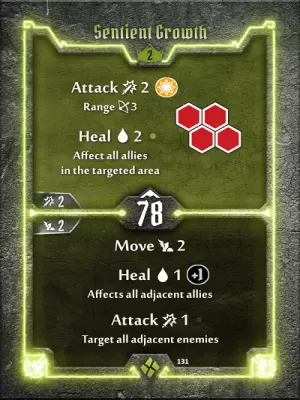 Sentient Growth
2
Attack 2
Range 3
Heal 2
Affect all allies
in the targeted area
2
78
2
Move 2
Heal 1 +1
Affects all adjacent allies
Attack 1
Target all adjacent enemies
131